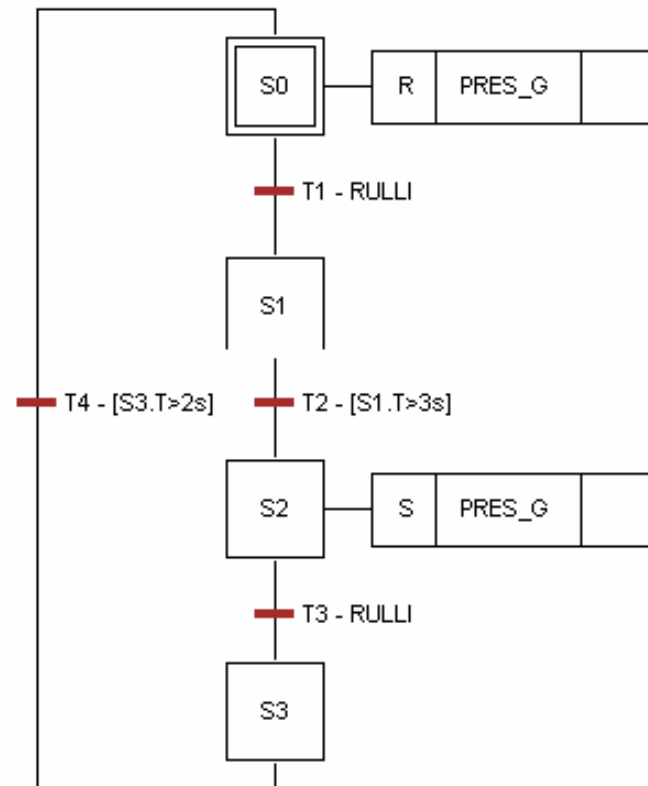 S0 R PRES_G
T1 - RULLI
S1
T4 - [S3.T>2s] T2 - [S1.T>3s]
S2 S PRES_G
T3 - RULLI
S3